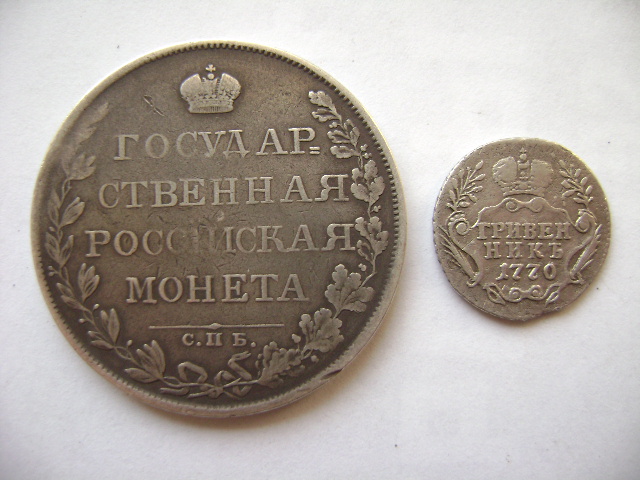 ГОСУДАР=
СТВЕННАЯ
РОССИСКАЯ
МОНЕТА
С.П Б.
ГРИВЕН
НИКЪ
1770